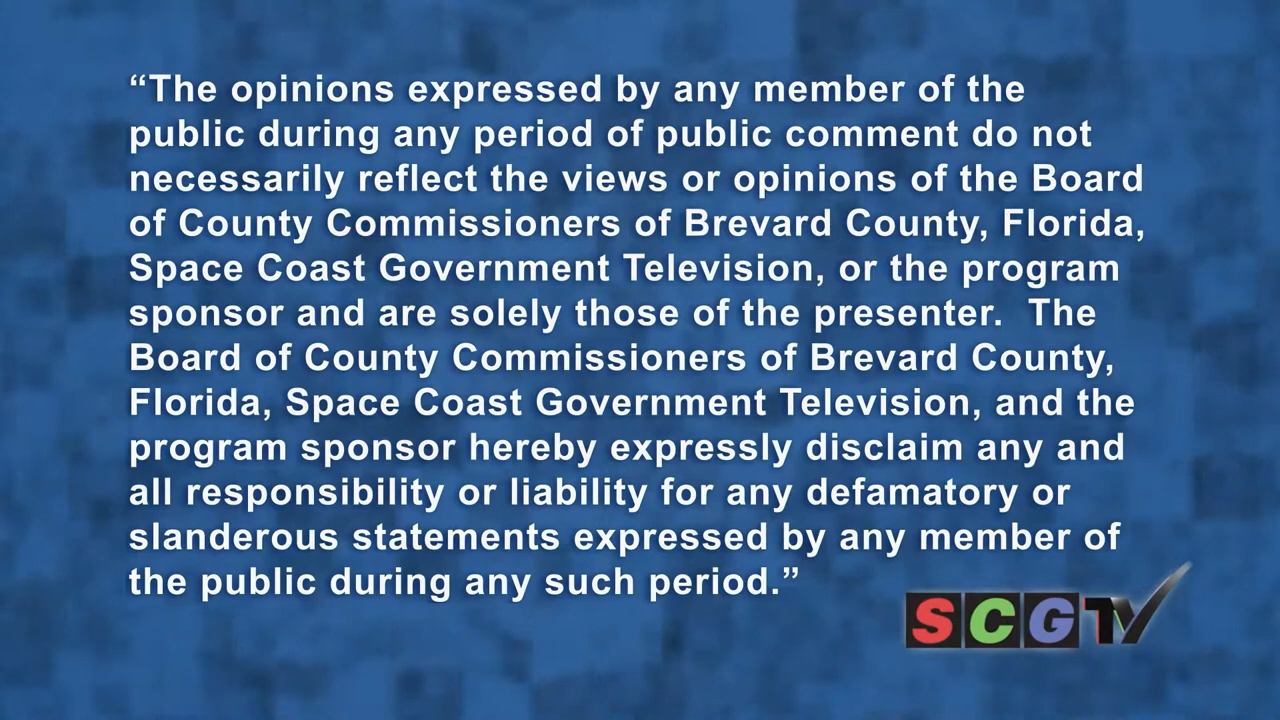 “The opinions expressed by any member of the
public during any period of public comment do not
necessarily reflect the views or opinions of the Board
of County Commissioners of Brevard County, Florida,
Space Coast Government Television, or the program
sponsor and are solely those of the presenter.  The
Board of County Commissioners of Brevard County,
Florida, Space Coast Government Television, and the
program sponsor hereby expressly disclaim any and
all responsibility or liability for any defamatory or
slanderous statements expressed by any member of
the public during any such period.”
SCGTV